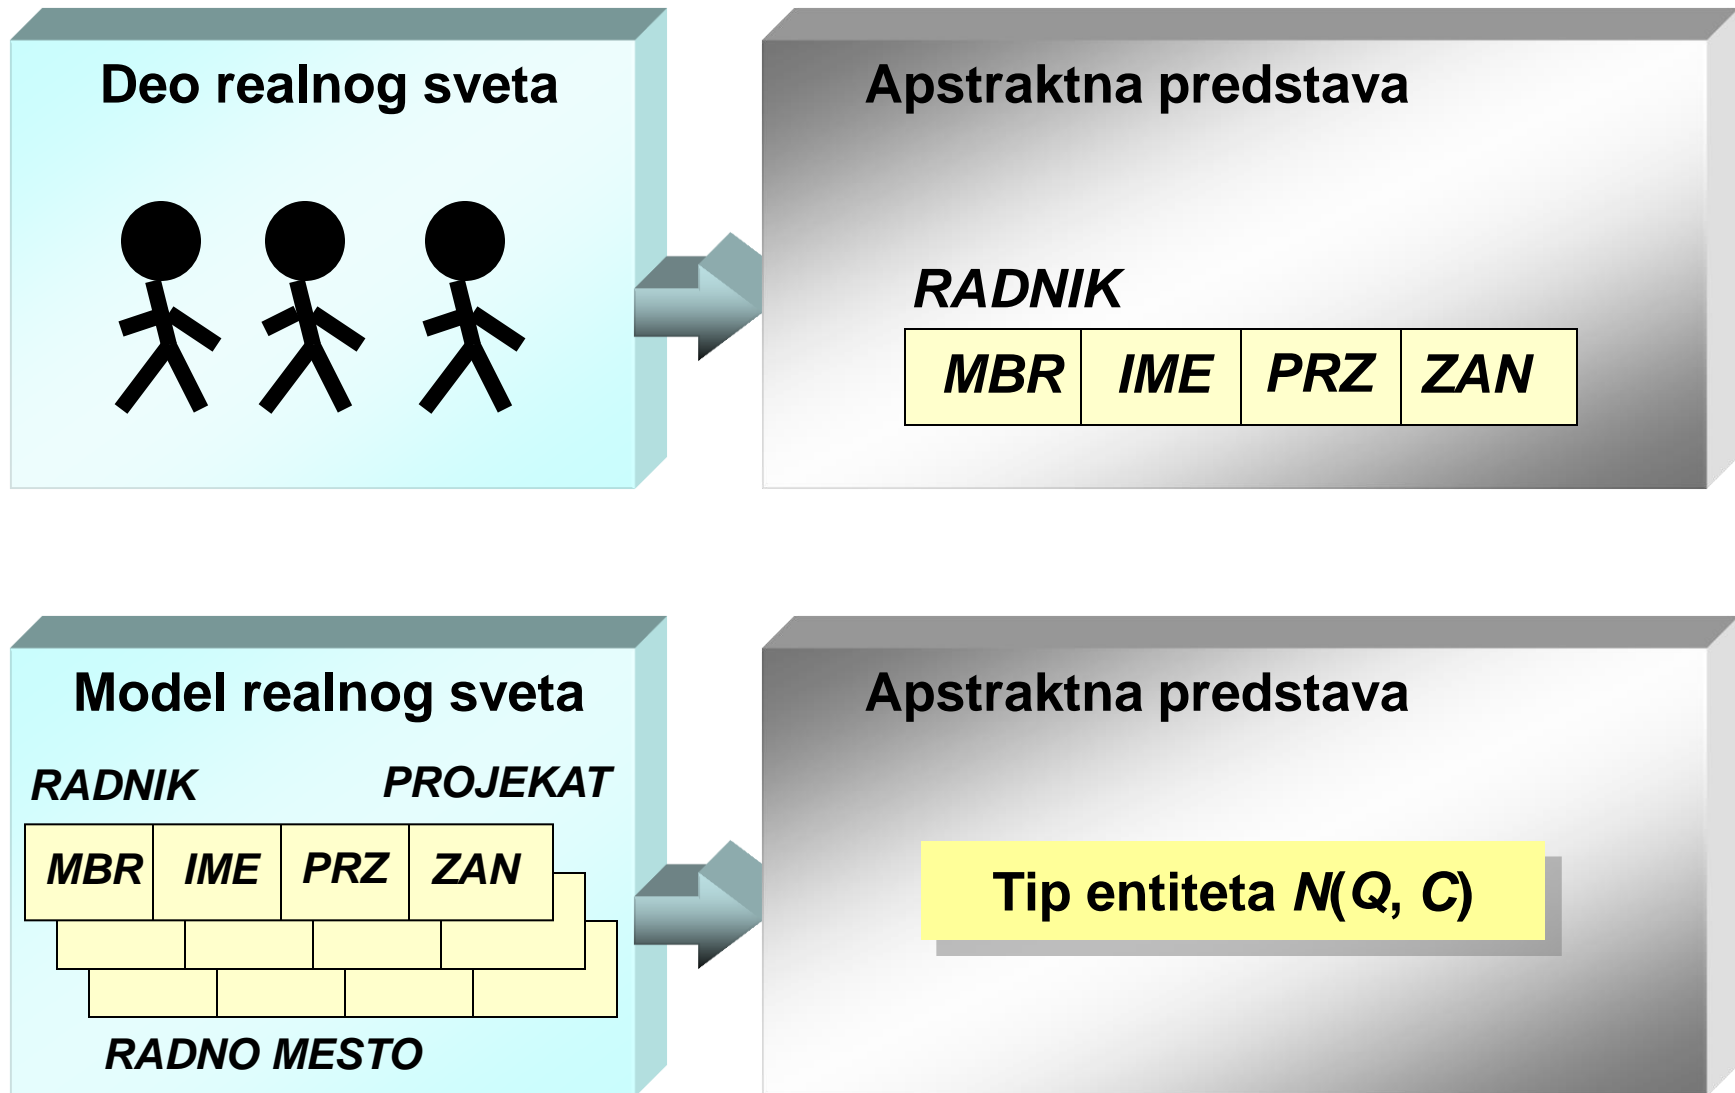 Deo realnog sveta
Apstraktna predstava
RADNIK
MBR IME PRZ ZAN
Model realnog sveta
RADNIK PROJEKAT
MBR IME PRZ ZAN
RADNO MESTO
Apstraktna predstava
Tip entiteta N(Q, C)